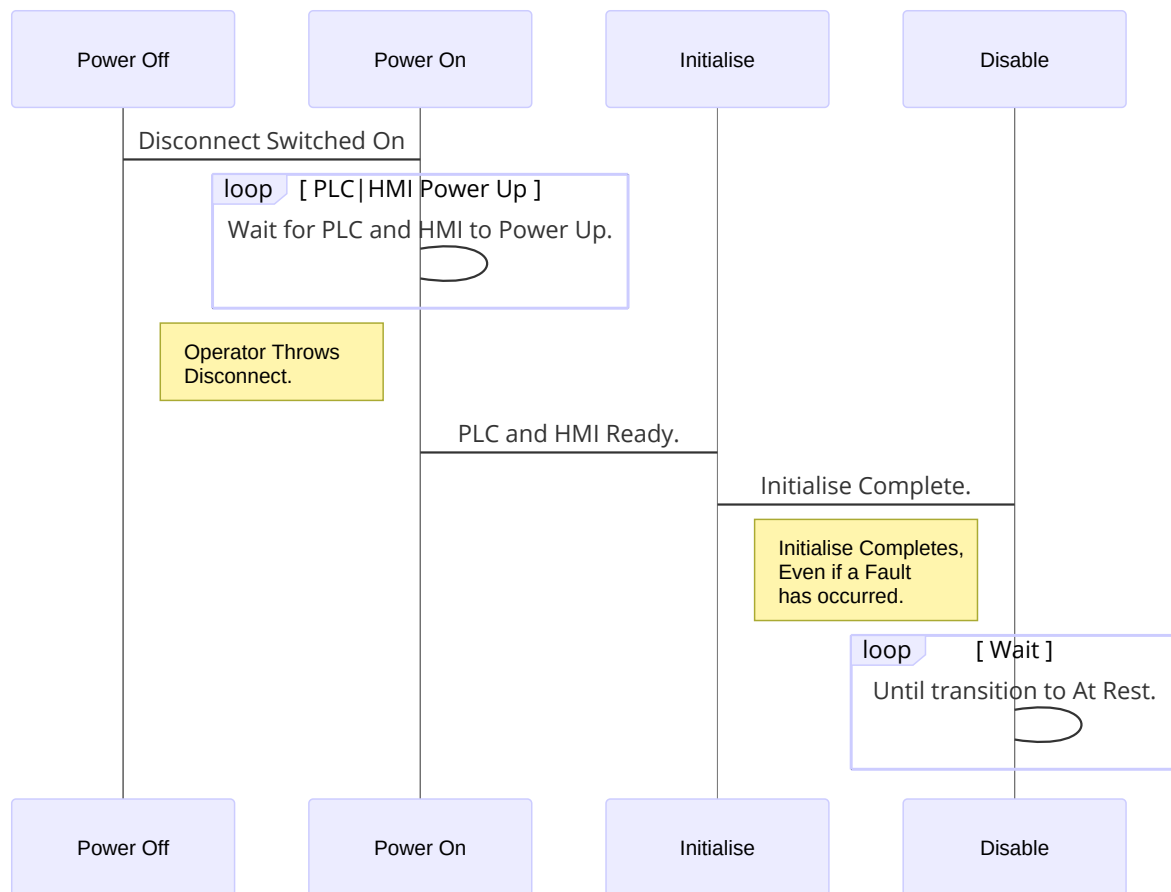 Power Off
Power On
Initialise
Disable
Disconnect Switched On
loop [ PLC|HMI Power Up ]
Wait for PLC and HMI to Power Up.
Operator Throws
Disconnect.
PLC and HMI Ready.
Initialise Complete.
Initialise Completes,
Even if a Fault
has occurred.
loop [ Wait ]
Until transition to At Rest.
Power Off
Power On
Initialise
Disable